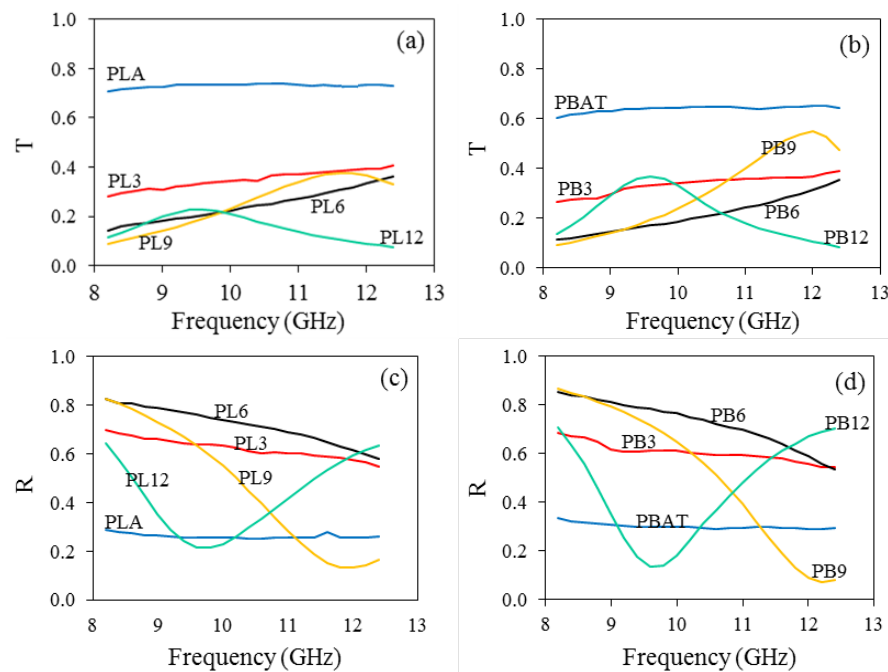 1.0
(a)
0.8
PLA
0.6
T
0.4
PL3
PL6
0.2
PL9
PL12
0.0
8 9 10 11 12 13
Frequency (GHz)
1.0
(b)
0.8
PBAT
0.6
PB9
T
0.4
PB3
PB6
0.2
PB12
0.0
8 9 10 11 12 13
Frequency (GHz)
1.0
(c)
0.8
PL6
PL3
0.6
R
PL12
PL9
0.4
PLA
0.2
0.0
8 9 10 11 12 13
Frequency (GHz)
1.0
(d)
0.8
PB6
PB12
PB3
0.6
R
0.4
PBAT
0.2
PB9
0.0
8 9 10 11 12 13
Frequency (GHz)